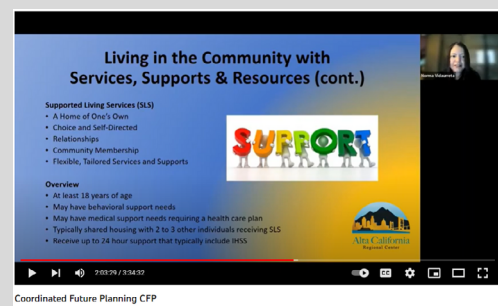 Living in the Community with
Services, Supports & Resources (cont.)
Supported Living Services (SLS)
• A Home of One's Own
• Choice and Self-Directed
• Relationships
• Community Membership
• Flexible, Tailored Services and Supports
SUPPORT
Overview
• At least 18 years of age
• May have behavioral support needs
• May have medical support needs requiring a health care plan
• Typically shared housing with 2 to 3 other individuals receiving SLS
• Receive up to 24 hour support that typically include IHSS
Alta California
Regional Center
2:03:29 / 3:34:32
CC
Coordinated Future Planning CFP